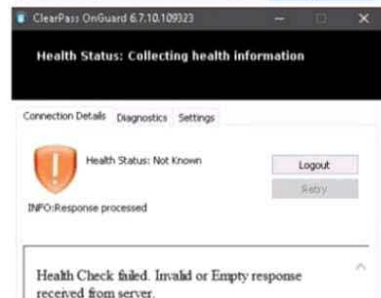 ClearPass OnGuard 6.7.10.109323
Health Status: Collecting health information
Connection Details Diagnostics Settings
Health Status: Not Known
Logout
Retry
INFO:Response processed
Health Check failed. Invalid or Empty response
received from server.